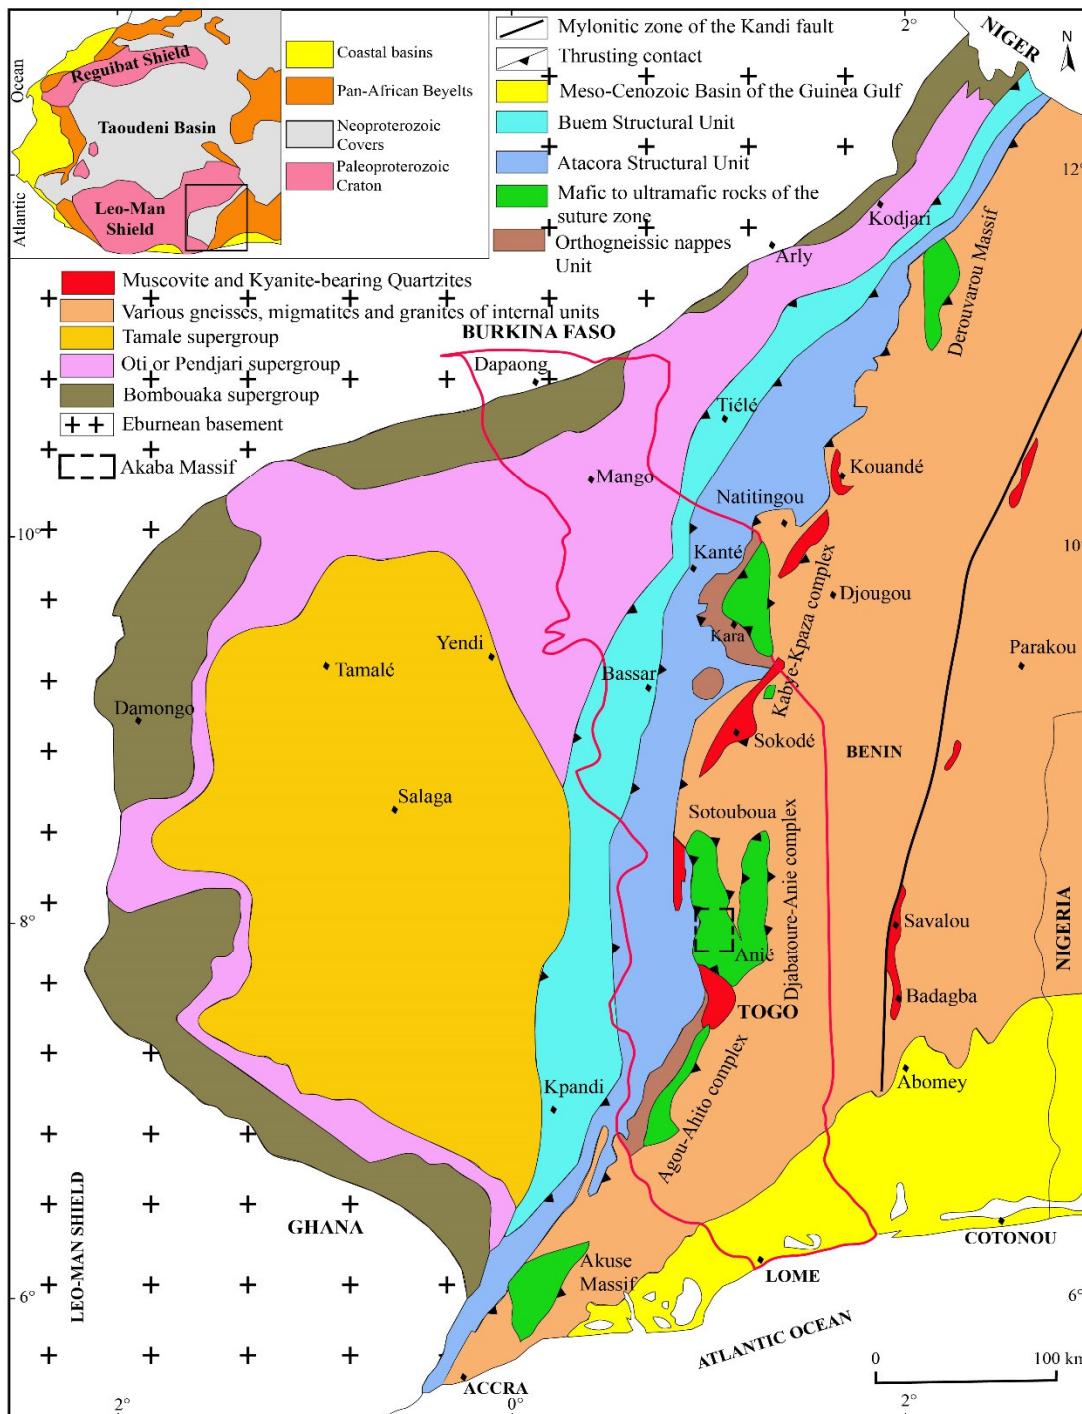 Ocean
Atlantic
Reguibat Shield
Taoudeni Basin
Leo-Man
Shield
Coastal basins
Pan-African Beyelts
Neoproterozoic
Covers
Paleoproterozoic
Craton
Mylonitic zone of the Kandi fault
Thrusting contact
Meso-Cenozoic Basin of the Guinea Gulf
Buem Structural Unit
Atacora Structural Unit
Mafic to ultramafic rocks of the
suture zone
Orthogneissic nappes
Unit
Muscovite and Kyanite-bearing Quartzites
Various gneisses, migmatites and granites of internal units
Tamale supergroup
Oti or Pendjari supergroup
Bombouaka supergroup
Eburnean basement
Akaba Massif
2°
NIGER
N
12°
Kodjari
Arly
Derouvarou Massif
BURKINA FASO
Dapaong
Tiélé
Mango
Kouandé
Natitingou
10°
10°
Kanté
Djougou
Kara
Kabye-Kpaza complex
Yendi
Tamalé
Bassar
Parakou
Damongo
Sokodé
BENIN
Salaga
Sotouboua
Djabatoure-Anie complex
8°
Savalou
Anié
NIGERIA
Badagba
TOGO
Abomey
Kpandi
Agou-Ahito complex
LEO-MAN SHIELD
GHANA
COTONOU
Akuse
Massif
LOME
6°
6°
ATLANTIC OCEAN
0
100 km
ACCRA
2°
0°
2°